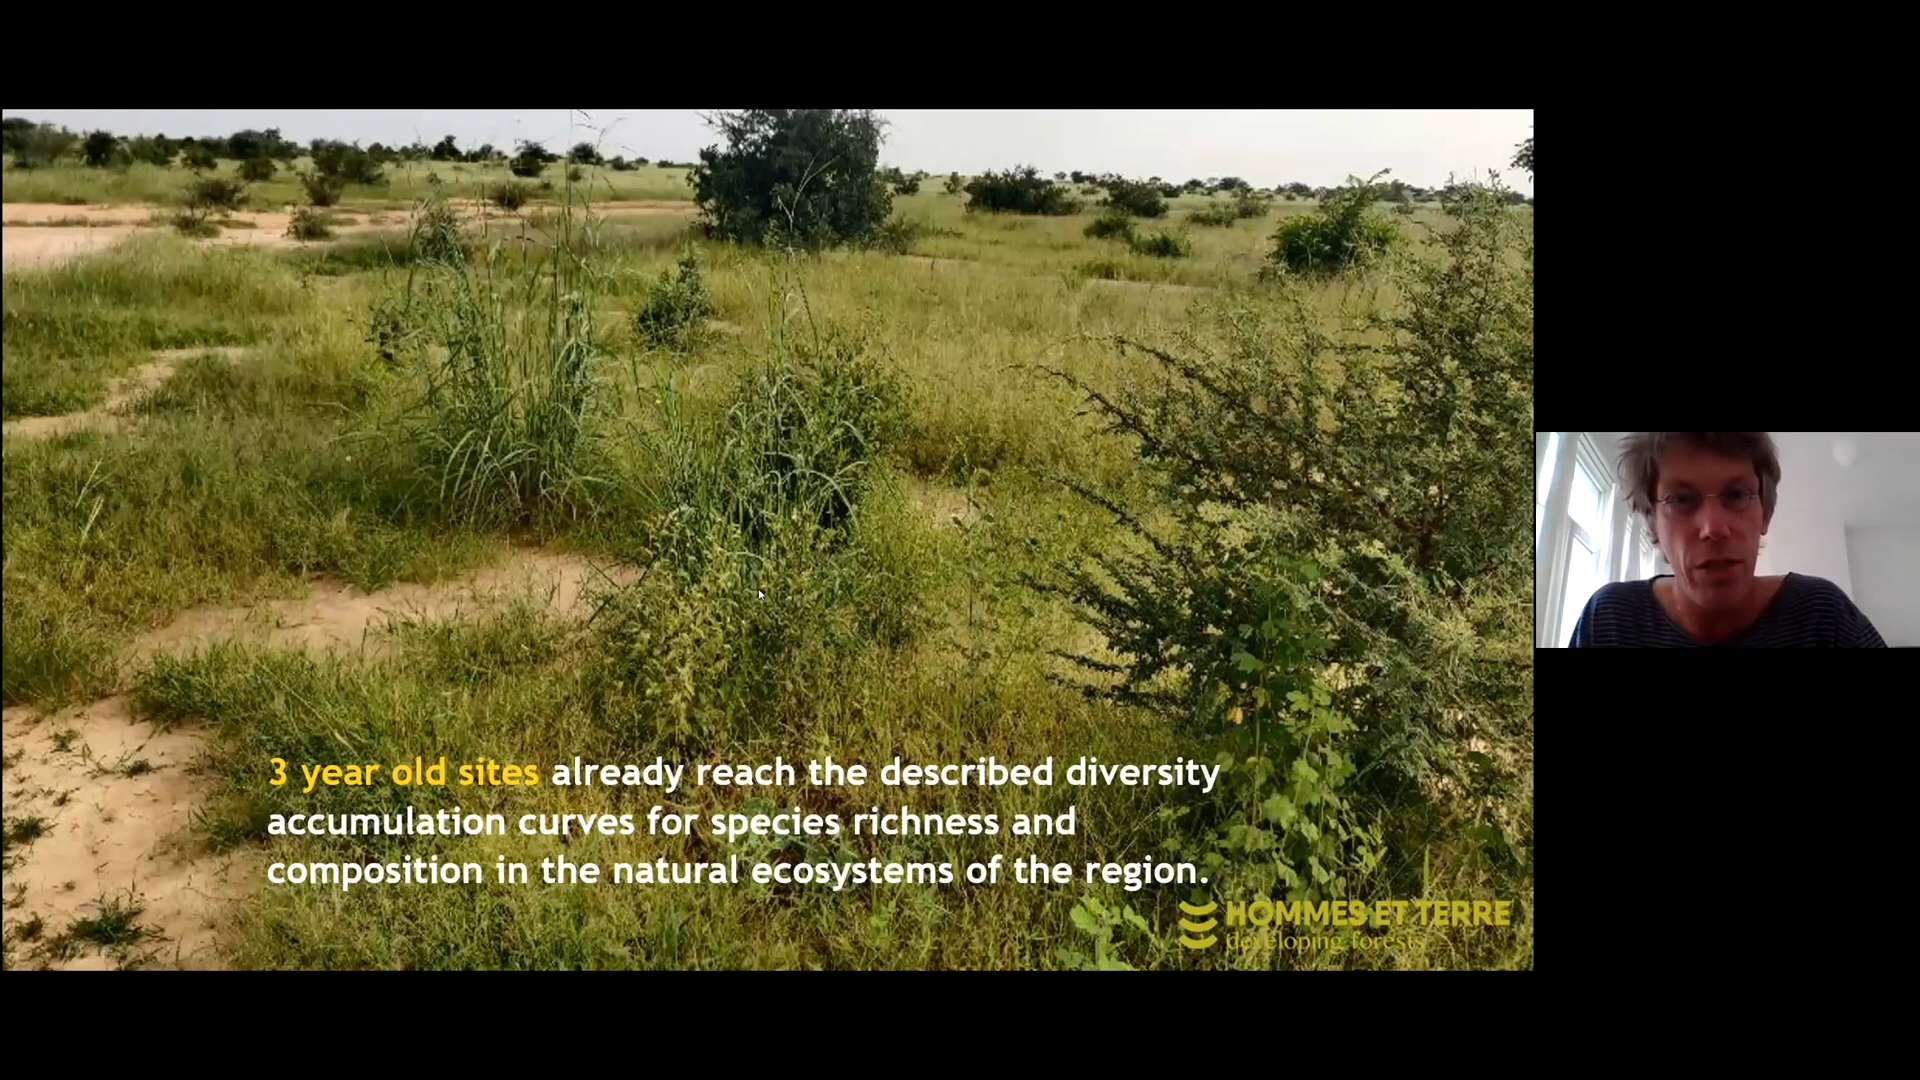 3 year old sites already reach the described diversity
accumulation curves for species richness and
composition in the natural ecosystems of the region.
HOMMES ET TERRE
developing forests